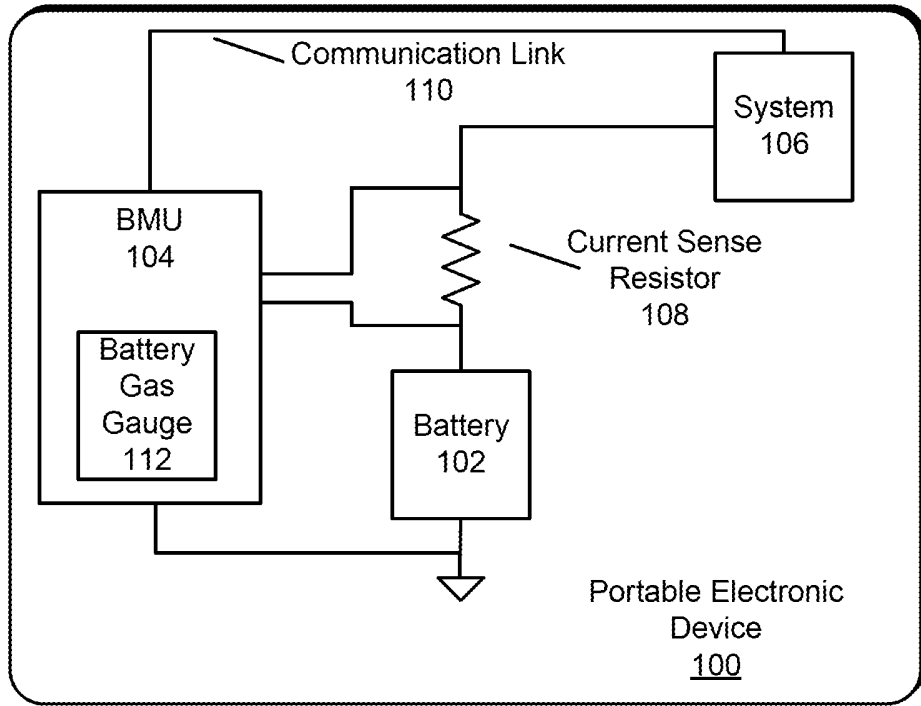 Communication Link
110
System
106
BMU
104
Current Sense
Resistor
108
Battery
Gas
Gauge
112
Battery
102
Portable Electronic
Device
100